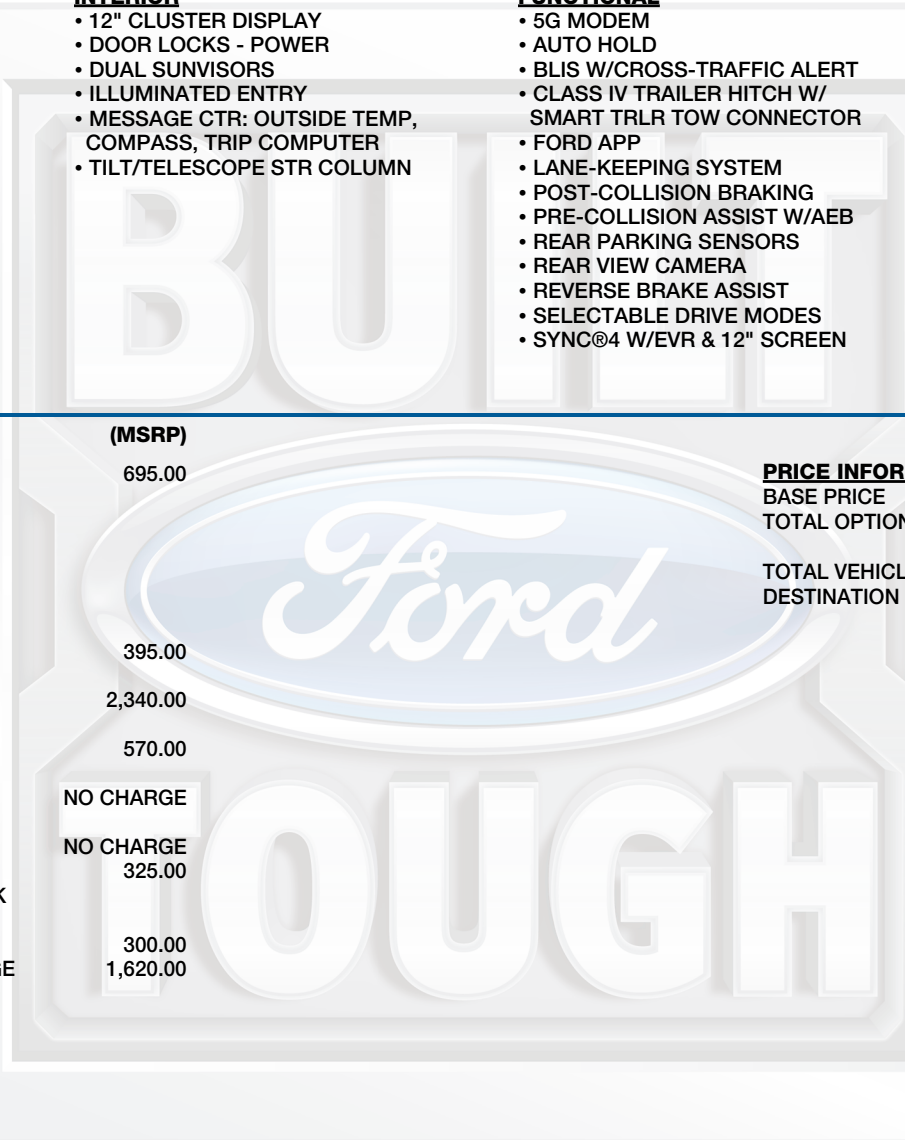 INTERIOR
• 12" CLUSTER DISPLAY
• DOOR LOCKS - POWER
• DUAL SUNVISORS
• ILLUMINATED ENTRY
• MESSAGE CTR: OUTSIDE TEMP,
COMPASS, TRIP COMPUTER
• TILT/TELESCOPE STR COLUMN
FUNCTIONAL
• 5G MODEM
• AUTO HOLD
• BLIS W/CROSS-TRAFFIC ALERT
• CLASS IV TRAILER HITCH W/
SMART TRLR TOW CONNECTOR
• FORD APP
• LANE-KEEPING SYSTEM
• POST-COLLISION BRAKING
• PRE-COLLISION ASSIST W/AEB
• REAR PARKING SENSORS
• REAR VIEW CAMERA
• REVERSE BRAKE ASSIST
• SELECTABLE DRIVE MODES
• SYNC®4 W/EVR & 12" SCREEN
BUILT
Ford
TOUGH
(MSRP)
695.00
395.00
2,340.00
570.00
NO CHARGE
NO CHARGE
325.00
K
300.00
GE 1,620.00
PRICE INFOR
BASE PRICE
TOTAL OPTION
TOTAL VEHICL
DESTINATION